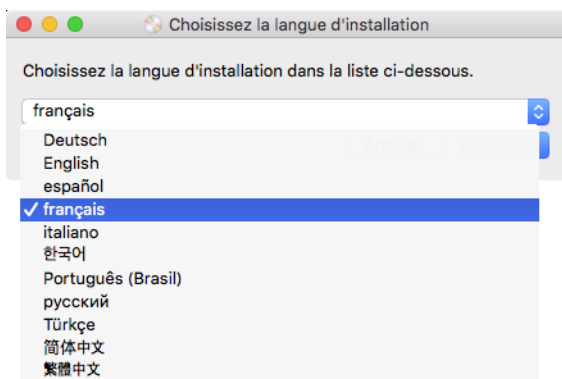 Choisissez la langue d'installation
Choisissez la langue d'installation dans la liste ci-dessous.
français
Deutsch
English
español
✓ français
italiano
한국어
Português (Brasil)
русский
Türkçe
简体中文
繁體中文